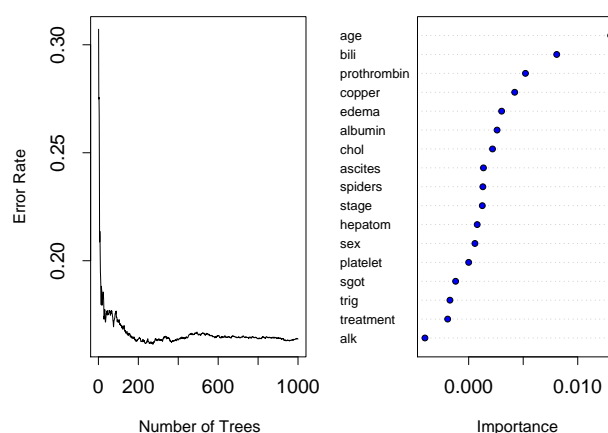 Error Rate
0.30
0.25
0.20
0
200
600
1000
Number of Trees
age
bili
prothrombin
copper
edema
albumin
chol
ascites
spiders
stage
hepatom
sex
platelet
sgot
trig
treatment
alk
0.000
0.010
Importance